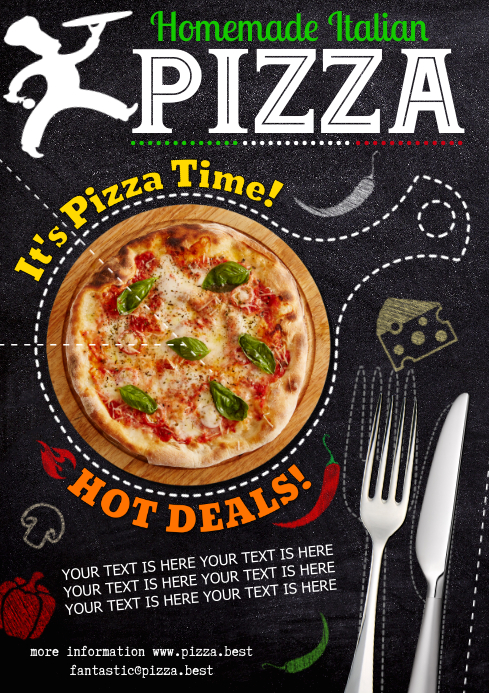 Homemade Italian
PIZZA
It's Pizza Time!
HOT DEALS!
YOUR TEXT IS HERE YOUR TEXT IS HERE
YOUR TEXT IS HERE YOUR TEXT IS HERE
YOUR TEXT IS HERE YOUR TEXT IS HERE
more information www.pizza.best
fantastic@pizza.best